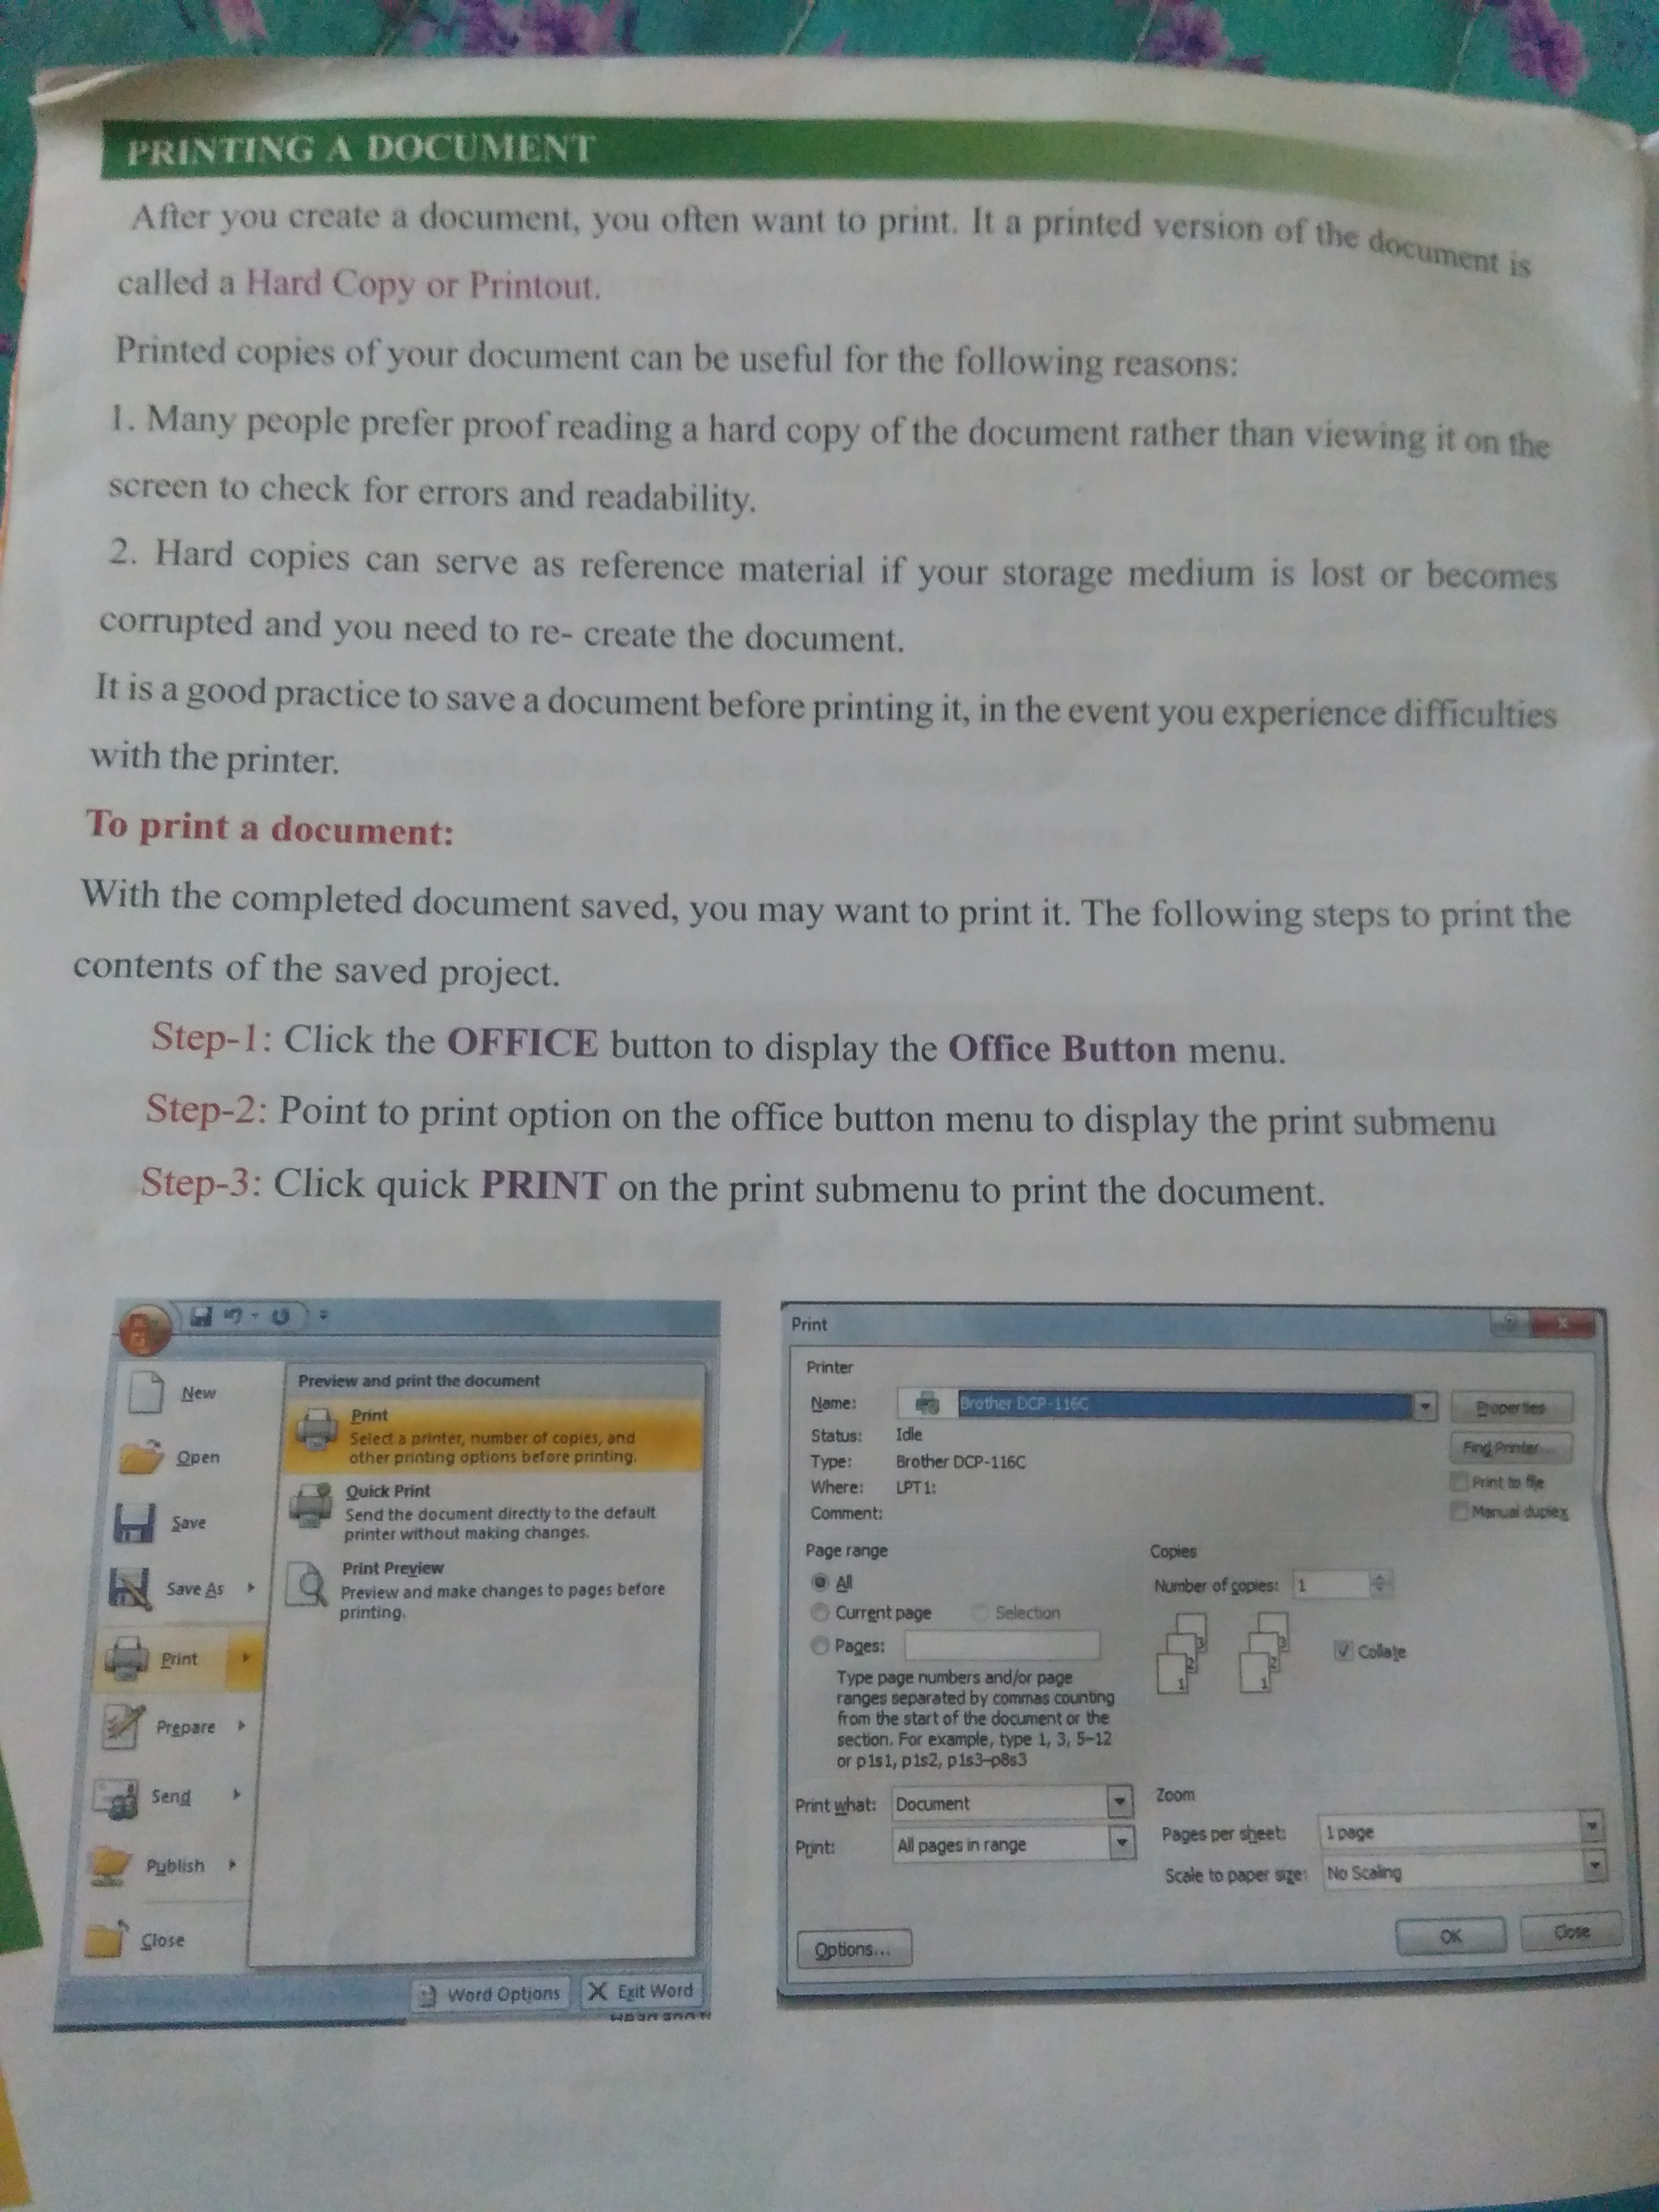 PRINTING A DOCUMENT
After you create a document, you often want to print. It a printed version of the document is
called a Hard Copy or Printout.
Printed copies of your document can be useful for the following reasons:
1. Many people prefer proof reading a hard copy of the document rather than viewing it on the
screen to check for errors and readability.
2. Hard copies can serve as reference material if your storage medium is lost or becomes
corrupted and you need to re- create the document.
It is a good practice to save a document before printing it, in the event you experience difficulties
with the printer.
To print a document:
With the completed document saved, you may want to print it. The following steps to print the
contents of the saved project.
Step-1: Click the OFFICE button to display the Office Button menu.
Step-2: Point to print option on the office button menu to display the print submenu
Step-3: Click quick PRINT on the print submenu to print the document.
New
Open
Save
Save As
Print
Prepare
Send
Publish
Close
Preview and print the document
Print
Select a printer, number of copies, and
other printing options before printing.
Quick Print
Send the document directly to the default
printer without making changes.
Print Preview
Preview and make changes to pages before
printing.
Word Options
Exit Word
Print
Printer
Name: Brother DCP-116C
Properties
Status: Idle
Find Printer...
Type: Brother DCP-116C
Print to file
Where: LPT1:
Manual duplex
Comment:
Page range
All
Current page Selection
Pages:
Type page numbers and/or page
ranges separated by commas counting
from the start of the document or the
section. For example, type 1, 3, 5–12
or p1s1, p1s2, p1s3–p8s3
Copies
Number of copies: 1
3 3
2 2
1 1
Collate
Print what: Document
Print: All pages in range
Zoom
Pages per sheet: 1 page
Scale to paper size: No Scaling
Options...
OK
Close